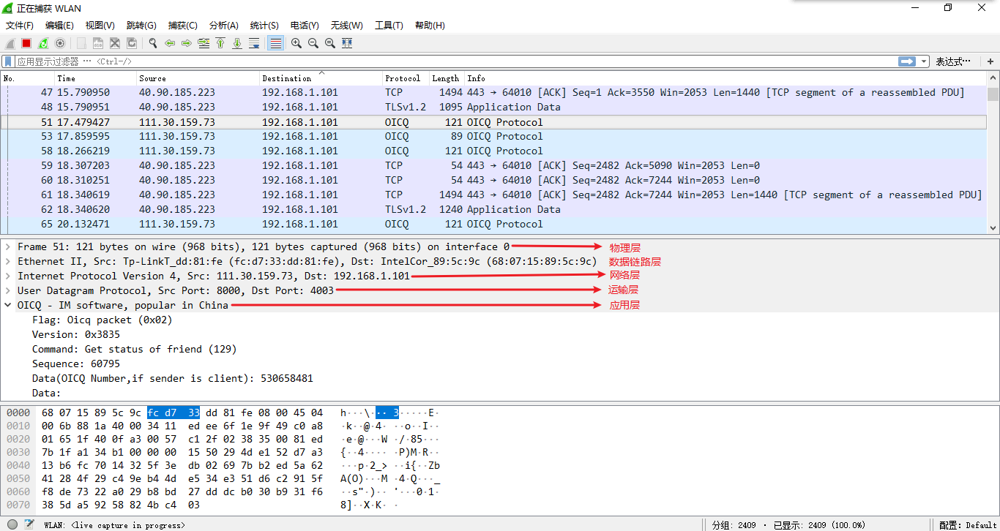 正在捕获 WLAN
文件(F) 编辑(E) 视图(V) 跳转(G) 捕获(C) 分析(A) 统计(S) 电话(Y) 无线(W) 工具(T) 帮助(H)
应用显示过滤器 ⋯ <Ctrl-/> 表达式⋯ +
No. Time Source Destination Protocol Length Info
47 15.790950 40.90.185.223 192.168.1.101 TCP 1494 443 → 64010 [ACK] Seq=1 Ack=3550 Win=2053 Len=1440 [TCP segment of a reassembled PDU]
48 15.790951 40.90.185.223 192.168.1.101 TLSv1.2 1095 Application Data
51 17.479427 111.30.159.73 192.168.1.101 OICQ 121 OICQ Protocol
53 17.859595 111.30.159.73 192.168.1.101 OICQ 89 OICQ Protocol
58 18.266219 111.30.159.73 192.168.1.101 OICQ 121 OICQ Protocol
59 18.307203 40.90.185.223 192.168.1.101 TCP 54 443 → 64010 [ACK] Seq=2482 Ack=5090 Win=2053 Len=0
60 18.310251 40.90.185.223 192.168.1.101 TCP 54 443 → 64010 [ACK] Seq=2482 Ack=7244 Win=2053 Len=0
61 18.340619 40.90.185.223 192.168.1.101 TCP 1494 443 → 64010 [ACK] Seq=2482 Ack=7244 Win=2053 Len=1440 [TCP segment of a reassembled PDU]
62 18.340620 40.90.185.223 192.168.1.101 TLSv1.2 1240 Application Data
65 20.132471 111.30.159.73 192.168.1.101 OICQ 121 OICQ Protocol
Frame 51: 121 bytes on wire (968 bits), 121 bytes captured (968 bits) on interface 0 物理层
Ethernet II, Src: Tp-LinkT_dd:81:fe (fc:d7:33:dd:81:fe), Dst: IntelCor_89:5c:9c (68:07:15:89:5c:9c) 数据链路层
Internet Protocol Version 4, Src: 111.30.159.73, Dst: 192.168.1.101 网络层
User Datagram Protocol, Src Port: 8000, Dst Port: 4003 运输层
OICQ - IM software, popular in China 应用层
Flag: Oicq packet (0x02)
Version: 0x3835
Command: Get status of friend (129)
Sequence: 60795
Data(OICQ Number,if sender is client): 530658481
Data:
0000 68 07 15 89 5c 9c fc d7 33 dd 81 fe 08 00 45 04 h···\···3·····E·
0010 00 6b 88 1a 40 00 34 11 ed ee 6f 1e 9f 49 c0 a8 ·k··@·4· ··o··I··
0020 01 65 1f 40 0f a3 00 57 c1 2f 02 38 35 00 81 ed ·e·@···W ·/·85···
0030 7b 1f a1 34 b1 00 00 00 15 50 29 4d e1 52 d7 a3 {··4···· ·P)M·R··
0040 13 b6 fc 70 14 32 5f 3e db 02 69 7b b2 ed 5a 62 ···p·2_> ··i{··Zb
0050 41 28 4f 29 c4 9e b4 4d e5 34 e3 51 d6 c2 91 5f A(O)···M ·4·Q···_
0060 f8 de 73 22 a0 29 b8 bd 27 dd dc b0 30 b9 31 f6 ··s"·)·· '···0·1·
0070 38 5d a5 92 58 82 4b c4 03 8]··X·K· ·
WLAN: <live capture in progress> 分组: 2409 · 已显示: 2409 (100.0%) 配置: Default